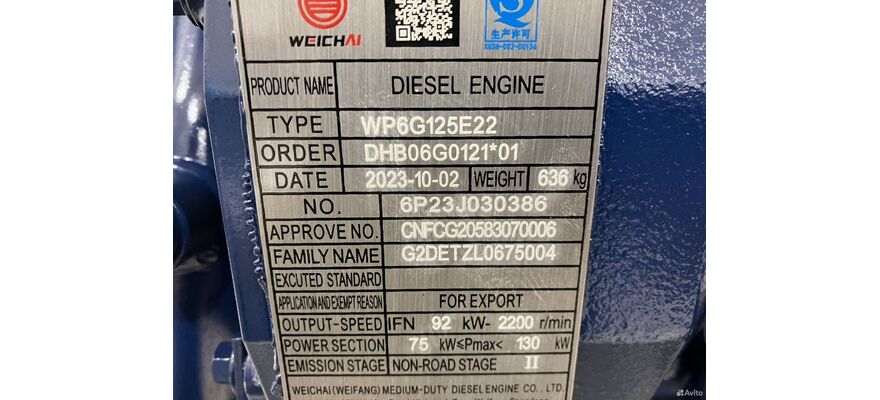 WEICHAI
生产许可
XK06-002-00136
PRODUCT NAME DIESEL ENGINE
TYPE WP6G125E22
ORDER DHB06G0121*01
DATE 2023-10-02 WEIGHT 636 kg
NO. 6P23J030386
APPROVE NO. CNFCG20583070006
FAMILY NAME G2DETZL0675004
EXCUTED STANDARD
APPLICATION AND EXEMPT REASON FOR EXPORT
OUTPUT-SPEED IFN 92 kW- 2200 r/min
POWER SECTION 75 kW≤Pmax< 130 kW
EMISSION STAGE NON-ROAD STAGE II
WEICHAI(WEIFANG) MEDIUM-DUTY DIESEL ENGINE CO., LTD.
Avito